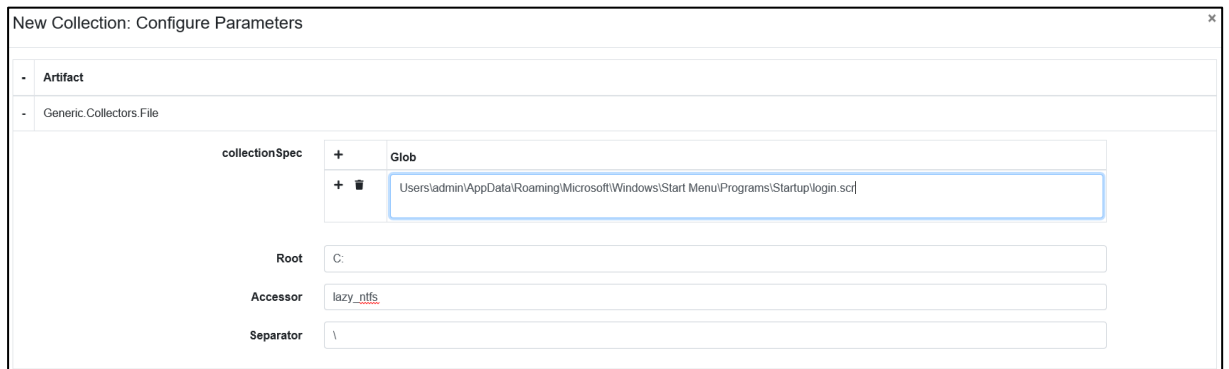 New Collection: Configure Parameters
×
- Artifact
- Generic.Collectors.File
collectionSpec + Glob
+ Users\admin\AppData\Roaming\Microsoft\Windows\Start Menu\Programs\Startup\login.scr
Root C:
Accessor lazy_ntfs
Separator \